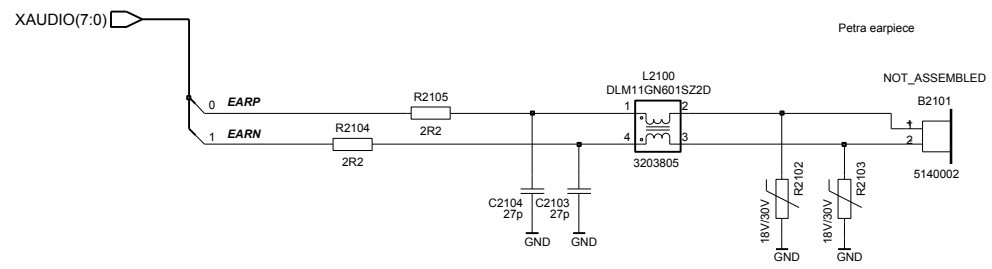 XAUDIO(7:0)
Petra earpiece
L2100
DLM11GN601SZ2D
NOT_ASSEMBLED
B2101
0 EARP
R2105
2R2
1 2
1
1 EARN
R2104
2R2
4 3
2
3203805
5140002
C2104
27p
C2103
27p
R2102
18V/30V
R2103
18V/30V
GND
GND
GND
GND